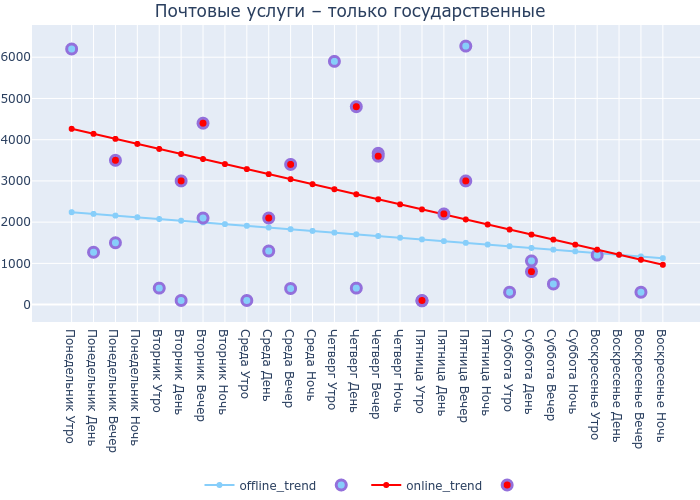 Почтовые услуги – только государственные
6000
5000
4000
3000
2000
1000
0
Понедельник Утро
Понедельник День
Понедельник Вечер
Понедельник Ночь
Вторник Утро
Вторник День
Вторник Вечер
Вторник Ночь
Среда Утро
Среда День
Среда Вечер
Среда Ночь
Четверг Утро
Четверг День
Четверг Вечер
Четверг Ночь
Пятница Утро
Пятница День
Пятница Вечер
Пятница Ночь
Суббота Утро
Суббота День
Суббота Вечер
Суббота Ночь
Воскресенье Утро
Воскресенье День
Воскресенье Вечер
Воскресенье Ночь
offline_trend
online_trend